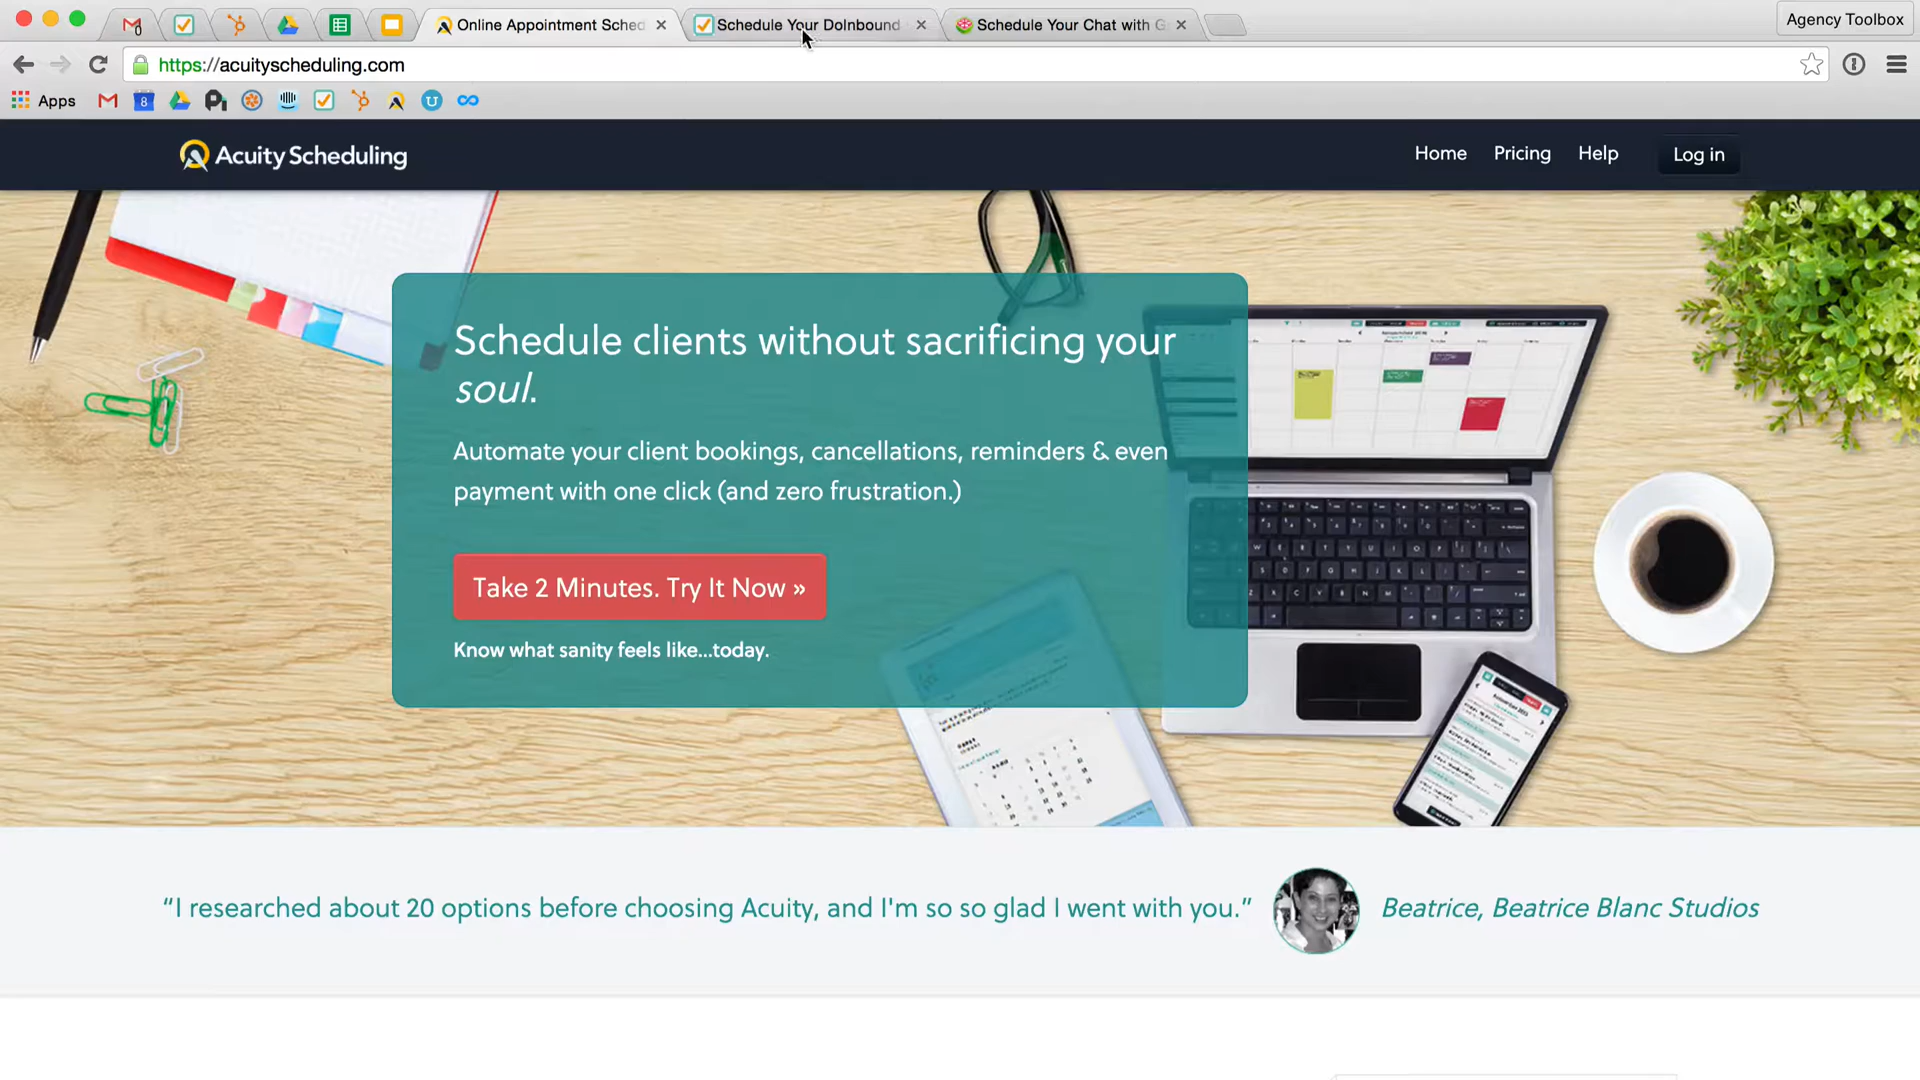 Online Appointment Sched
Schedule Your DoInbound
Schedule Your Chat with G
Agency Toolbox
https://acuityscheduling.com
Apps
Acuity Scheduling
Home
Pricing
Help
Log in
Schedule clients without sacrificing your
soul.
Automate your client bookings, cancellations, reminders & even
payment with one click (and zero frustration.)
Take 2 Minutes. Try It Now »
Know what sanity feels like...today.
“I researched about 20 options before choosing Acuity, and I'm so so glad I went with you.”
Beatrice, Beatrice Blanc Studios